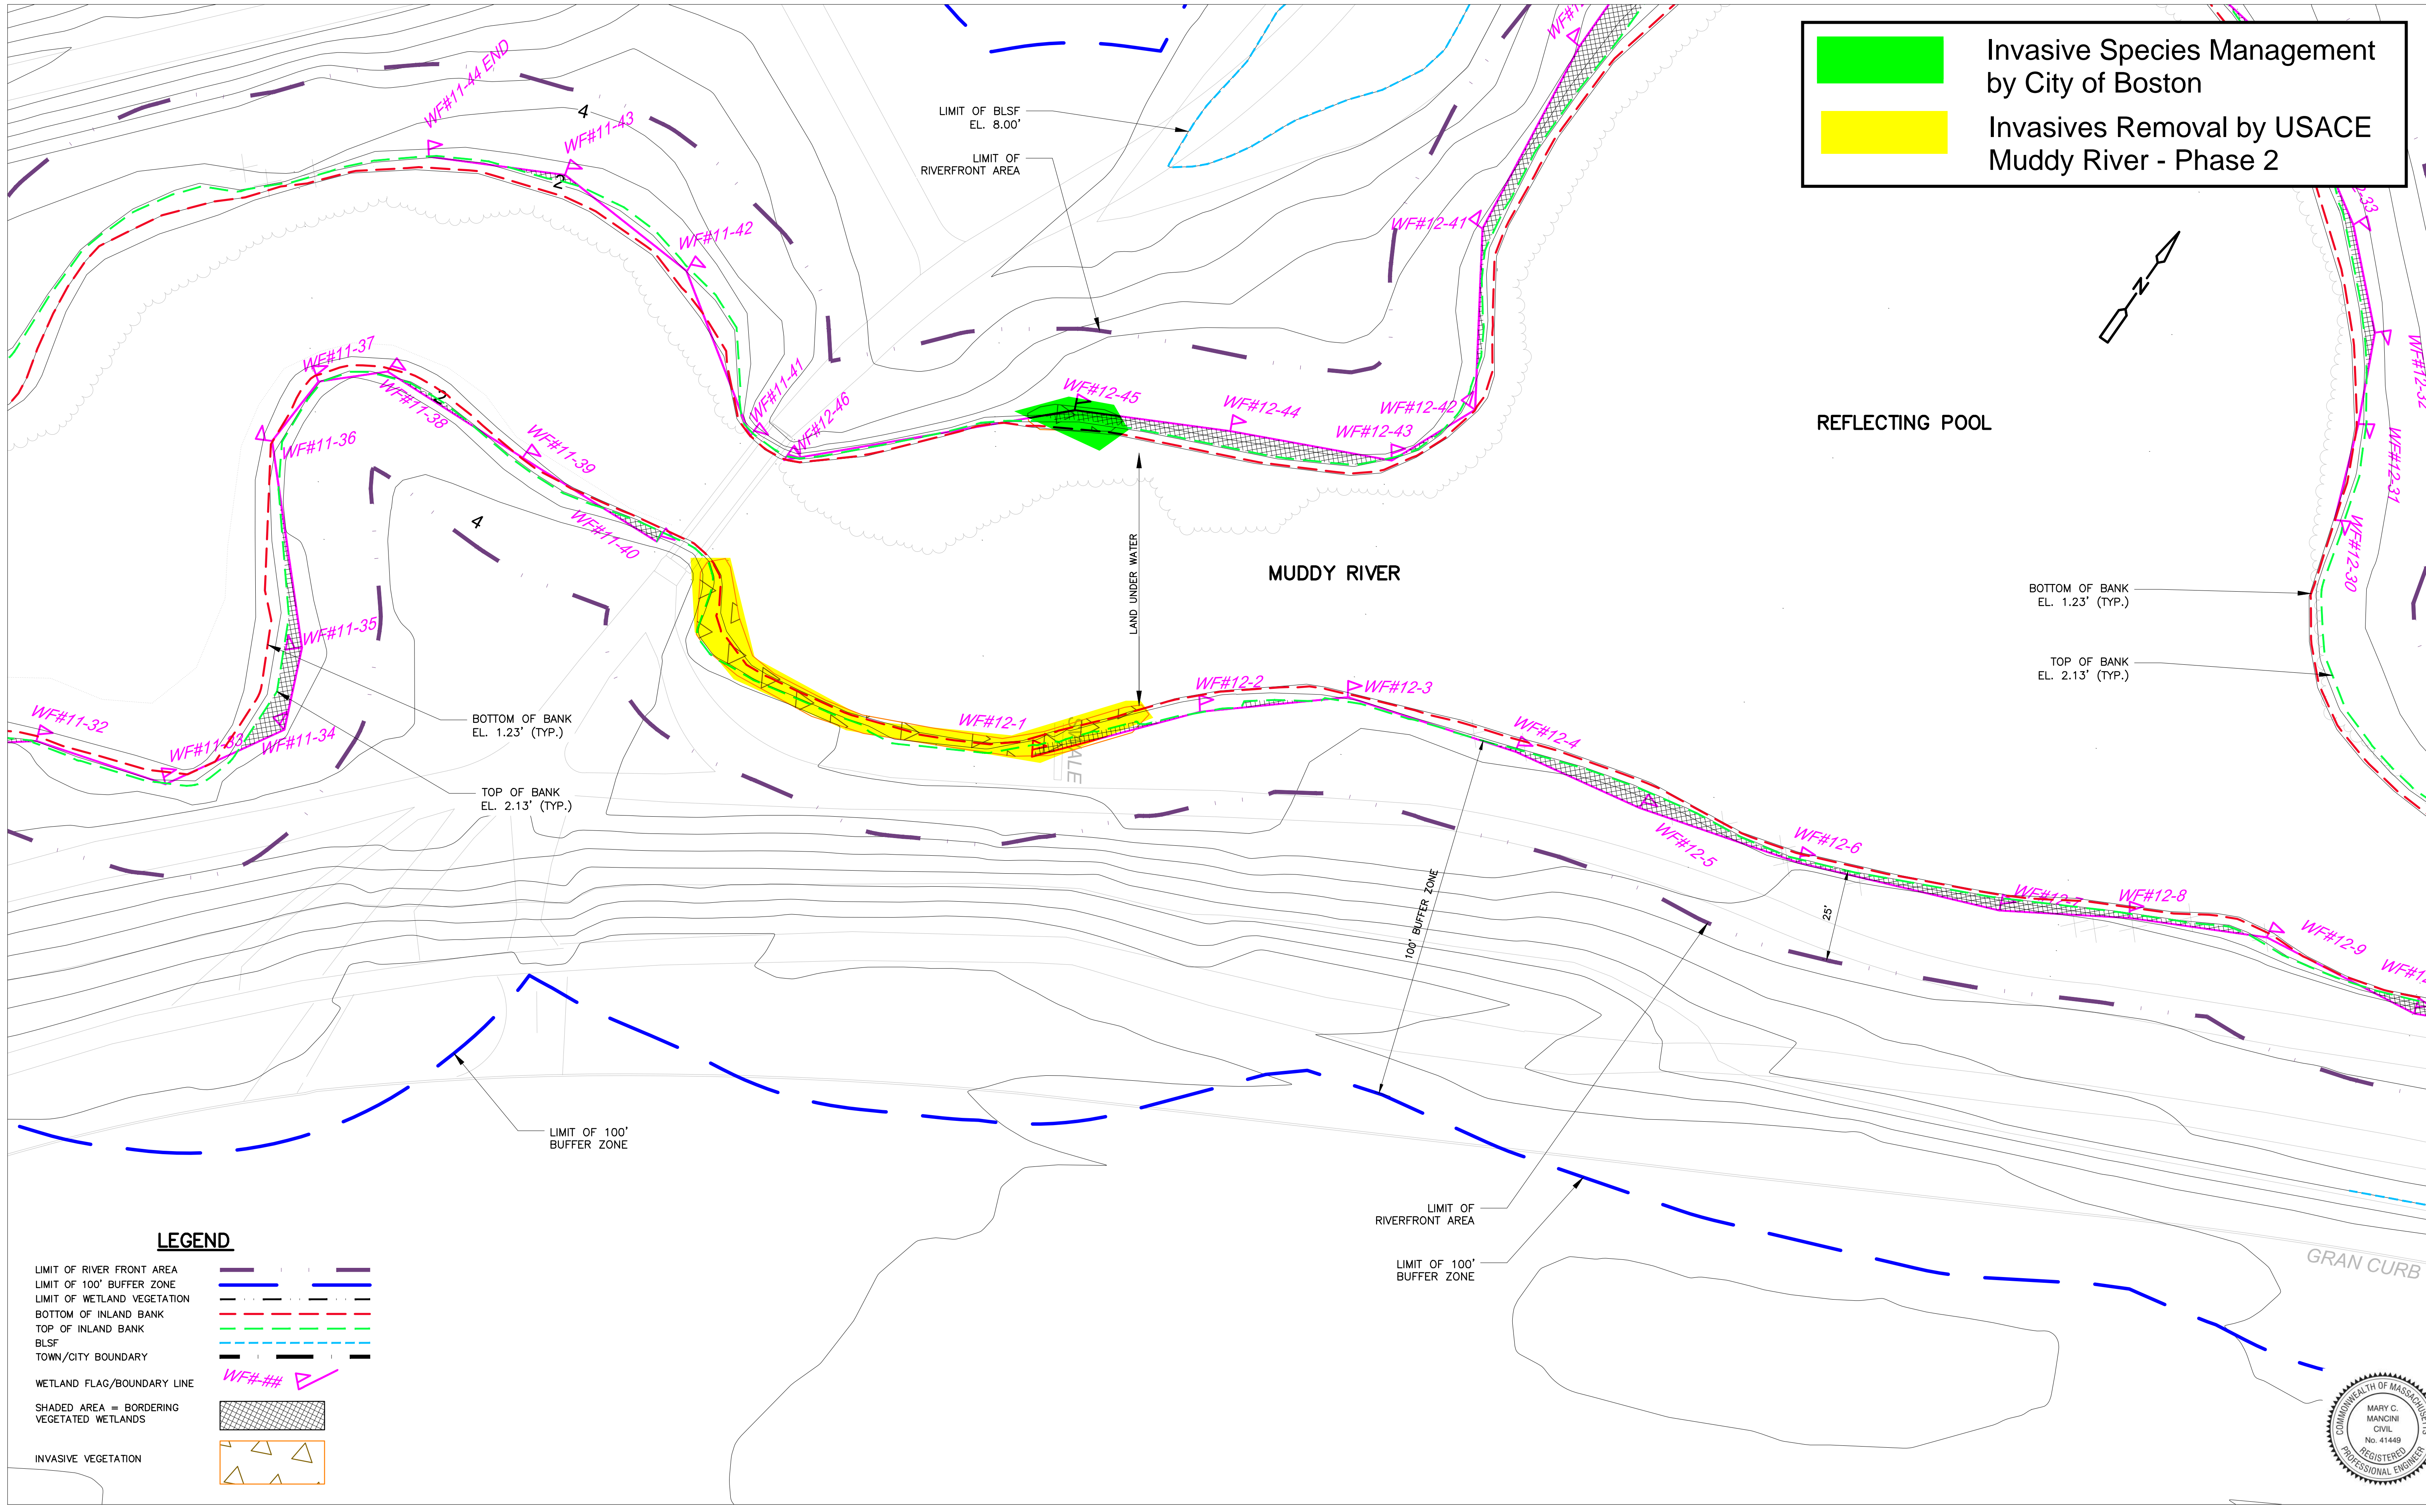 Invasive Species Management
by City of Boston
Invasives Removal by USACE
Muddy River - Phase 2
WF#11-44 END
4
WF#11-43
2
WF#11-42
LIMIT OF BLSF
EL. 8.00'
LIMIT OF
RIVERFRONT AREA
WF#12-41
N
WF#11-37
WF#11-38
2
WF#11-36
WF#11-39
WF#11-40
WF#11-41
WF#12-46
WF#12-45
WF#12-44
WF#12-42
WF#12-43
REFLECTING POOL
WF#12-32
WF#12-31
WF#12-30
4
LAND UNDER WATER
MUDDY RIVER
BOTTOM OF BANK
EL. 1.23' (TYP.)
TOP OF BANK
EL. 2.13' (TYP.)
WF#11-35
WF#11-32
WF#11-33
WF#11-34
BOTTOM OF BANK
EL. 1.23' (TYP.)
TOP OF BANK
EL. 2.13' (TYP.)
WF#12-1
SWALE
WF#12-2
WF#12-3
WF#12-4
WF#12-5
WF#12-6
WF#12-8
WF#12-9
100' BUFFER ZONE
25'
LIMIT OF 100'
BUFFER ZONE
LIMIT OF
RIVERFRONT AREA
LIMIT OF 100'
BUFFER ZONE
GRAN CURB
LEGEND
LIMIT OF RIVER FRONT AREA
LIMIT OF 100' BUFFER ZONE
LIMIT OF WETLAND VEGETATION
BOTTOM OF INLAND BANK
TOP OF INLAND BANK
BLSF
TOWN/CITY BOUNDARY
WETLAND FLAG/BOUNDARY LINE
WF#-##
SHADED AREA = BORDERING
VEGETATED WETLANDS
INVASIVE VEGETATION
COMMONWEALTH OF MASSACHUSETTS
MARY C.
MANCINI
CIVIL
No. 41449
REGISTERED
PROFESSIONAL ENGINEER